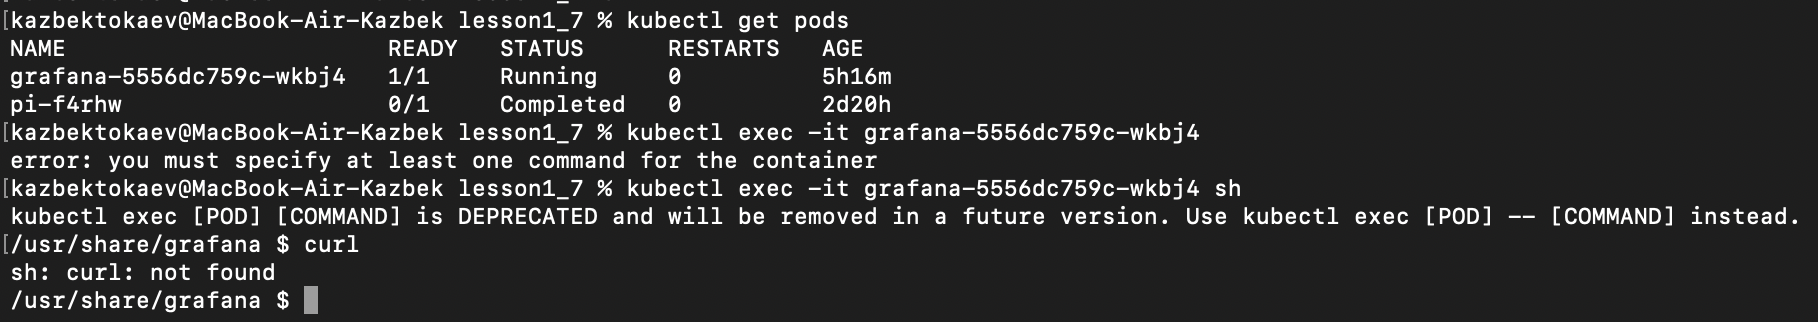 [kazbektokaev@MacBook-Air-Kazbek lesson1_7 % kubectl get pods
NAME                       READY   STATUS      RESTARTS   AGE
grafana-5556dc759c-wkbj4   1/1     Running     0          5h16m
pi-f4rhw                   0/1     Completed   0          2d20h
[kazbektokaev@MacBook-Air-Kazbek lesson1_7 % kubectl exec -it grafana-5556dc759c-wkbj4
error: you must specify at least one command for the container
[kazbektokaev@MacBook-Air-Kazbek lesson1_7 % kubectl exec -it grafana-5556dc759c-wkbj4 sh
kubectl exec [POD] [COMMAND] is DEPRECATED and will be removed in a future version. Use kubectl exec [POD] -- [COMMAND] instead.
[/usr/share/grafana $ curl
sh: curl: not found
/usr/share/grafana $